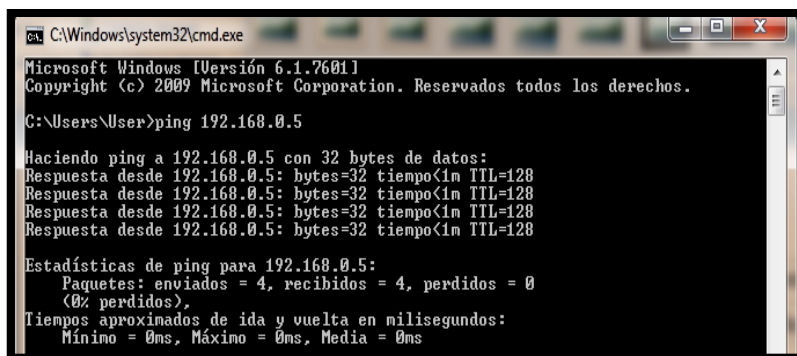 C:\Windows\system32\cmd.exe
Microsoft Windows [Versión 6.1.7601]
Copyright (c) 2009 Microsoft Corporation. Reservados todos los derechos.
C:\Users\User>ping 192.168.0.5
Haciendo ping a 192.168.0.5 con 32 bytes de datos:
Respuesta desde 192.168.0.5: bytes=32 tiempo<1m TTL=128
Respuesta desde 192.168.0.5: bytes=32 tiempo<1m TTL=128
Respuesta desde 192.168.0.5: bytes=32 tiempo<1m TTL=128
Respuesta desde 192.168.0.5: bytes=32 tiempo<1m TTL=128
Estadísticas de ping para 192.168.0.5:
Paquetes: enviados = 4, recibidos = 4, perdidos = 0
(0% perdidos),
Tiempos aproximados de ida y vuelta en milisegundos:
Mínimo = 0ms, Máximo = 0ms, Media = 0ms